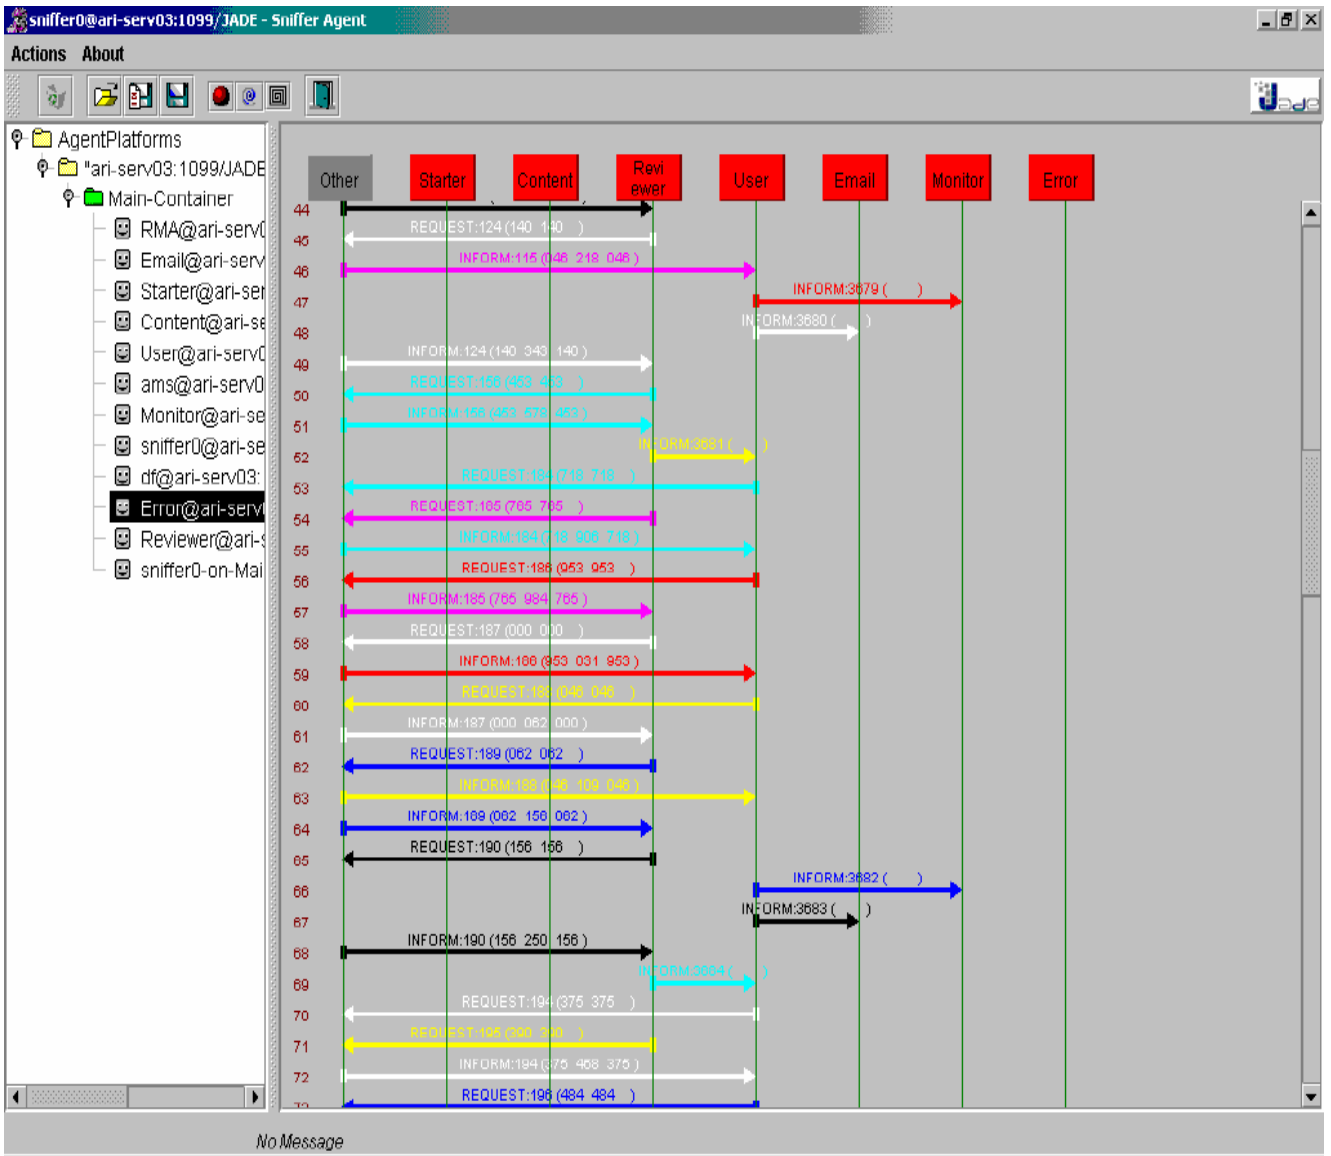 sniffer0@ari-serv03:1099/JADE - Sniffer Agent
Actions About
Jade
AgentPlatforms
"ari-serv03:1099/JADE
Main-Container
RMA@ari-serv0
Email@ari-serv
Starter@ari-ser
Content@ari-se
User@ari-serv0
ams@ari-serv0
Monitor@ari-se
sniffer0@ari-se
df@ari-serv03:
Error@ari-serv
Reviewer@ari-s
sniffer0-on-Mai
Other Starter Content Revi User Email Monitor Error
ewer
44
REQUEST:124 (140 140 )
45
INFORM:115 (046 218 046 )
46
INFORM:3679 ( )
47
INFORM:3680 ( )
48
INFORM:124 (140 343 140 )
49
REQUEST:156 (453 453 )
50
INFORM:156 (453 578 453 )
51
INFORM:3681 ( )
52
REQUEST:184 (718 718 )
53
REQUEST:185 (765 765 )
54
INFORM:184 (718 906 718 )
55
REQUEST:186 (953 953 )
56
INFORM:185 (765 984 765 )
57
REQUEST:187 (000 000 )
58
INFORM:186 (953 031 953 )
59
REQUEST:188 (046 046 )
60
INFORM:187 (000 062 000 )
61
REQUEST:189 (062 062 )
62
INFORM:188 (046 109 046 )
63
INFORM:189 (062 156 062 )
64
REQUEST:190 (156 156 )
65
INFORM:3682 ( )
66
INFORM:3683 ( )
67
INFORM:190 (156 250 156 )
68
INFORM:3684 ( )
69
REQUEST:194 (375 375 )
70
REQUEST:195 (390 390 )
71
INFORM:194 (375 468 375 )
72
REQUEST:196 (484 484 )
No Message